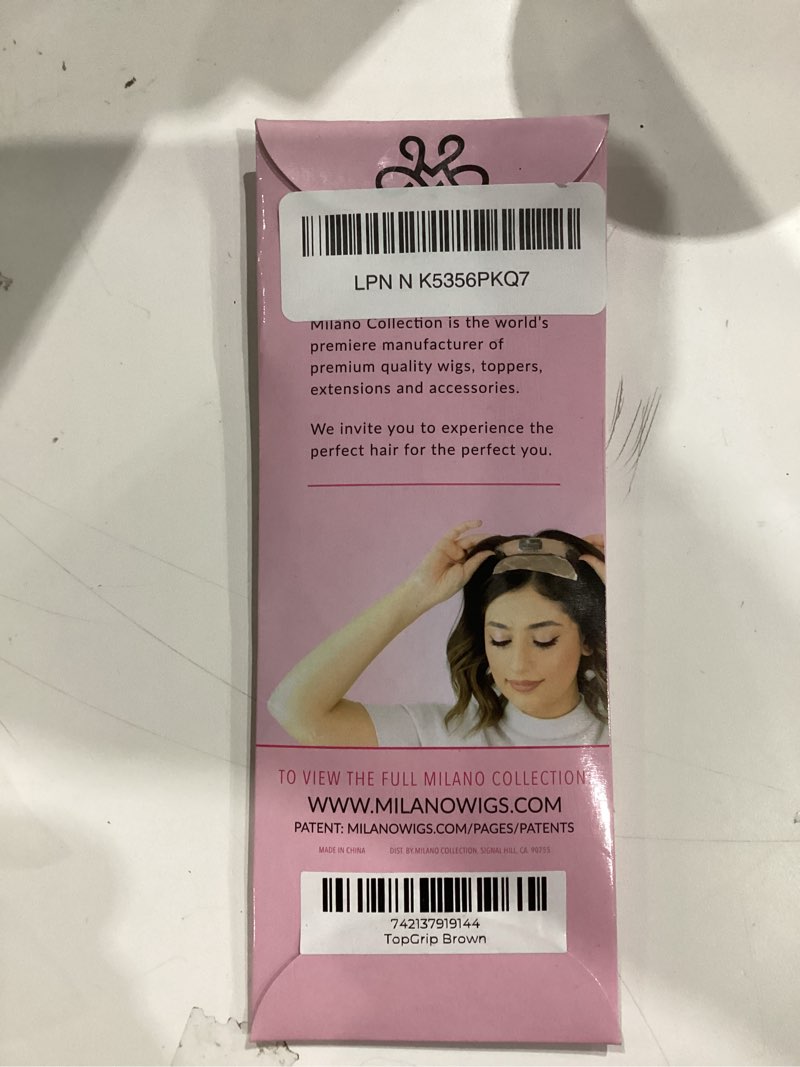 LPN N K5356PKQ7
Milano Collection is the world's
premiere manufacturer of
premium quality wigs, toppers,
extensions and accessories.
We invite you to experience the
perfect hair for the perfect you.
TO VIEW THE FULL MILANO COLLECTION
WWW.MILANOWIGS.COM
PATENT: MILANOWIGS.COM/PAGES/PATENTS
MADE IN CHINA DIST. BY.MILANO COLLECTION, SIGNAL HILL, CA. 90755
742137919144
TopGrip Brown